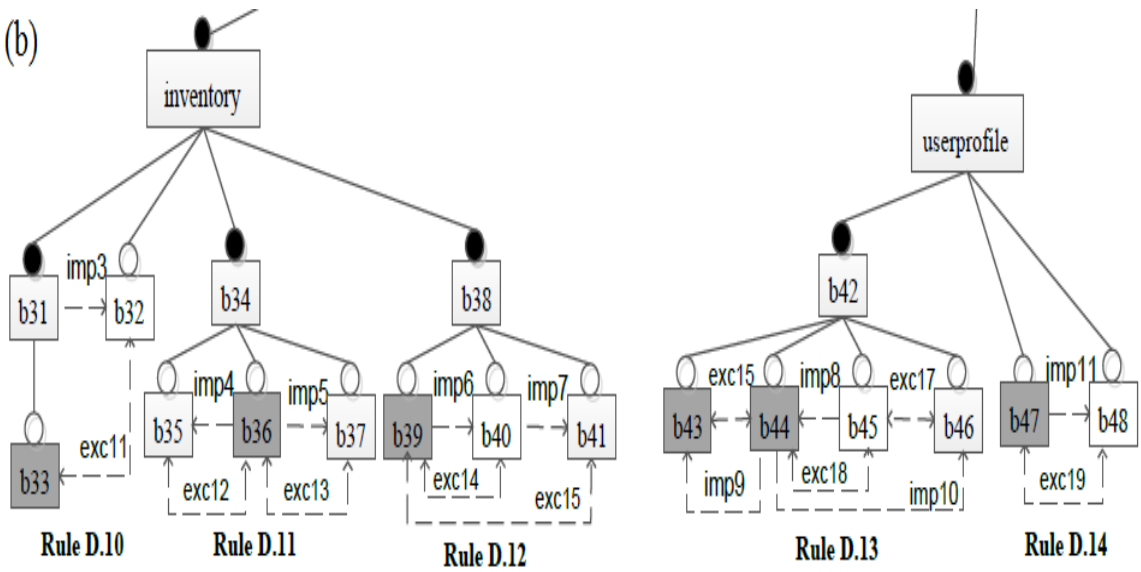 (b)
inventory
userprofile
imp3
b31
b32
b34
b38
b42
exc11
b33
imp4
imp5
b35
b36
b37
exc12
exc13
imp6
imp7
b39
b40
b41
exc14
exc15
exc15
imp8
exc17
b43
b44
b45
b46
imp9
exc18
imp10
imp11
b47
b48
exc19
Rule D.10
Rule D.11
Rule D.12
Rule D.13
Rule D.14